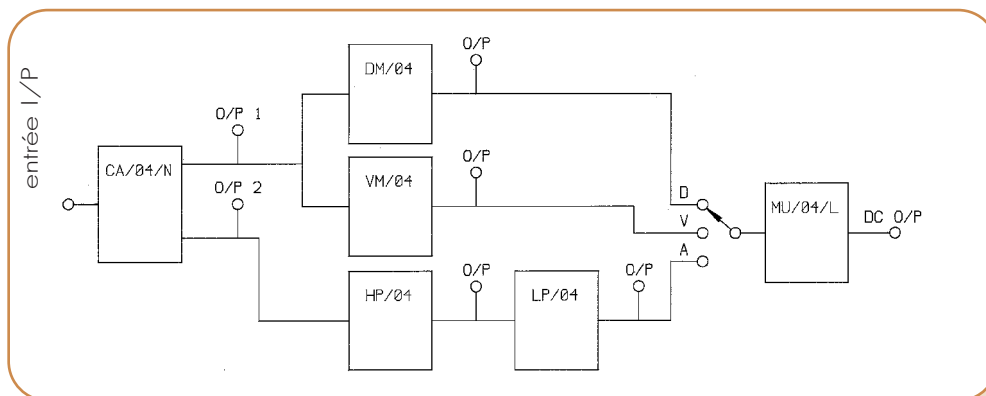 entrée I/P
CA/04/N
O/P 1
O/P 2
DM/04
O/P
VM/04
O/P
HP/04
O/P
LP/04
O/P
D
V
A
MU/04/L
DC O/P